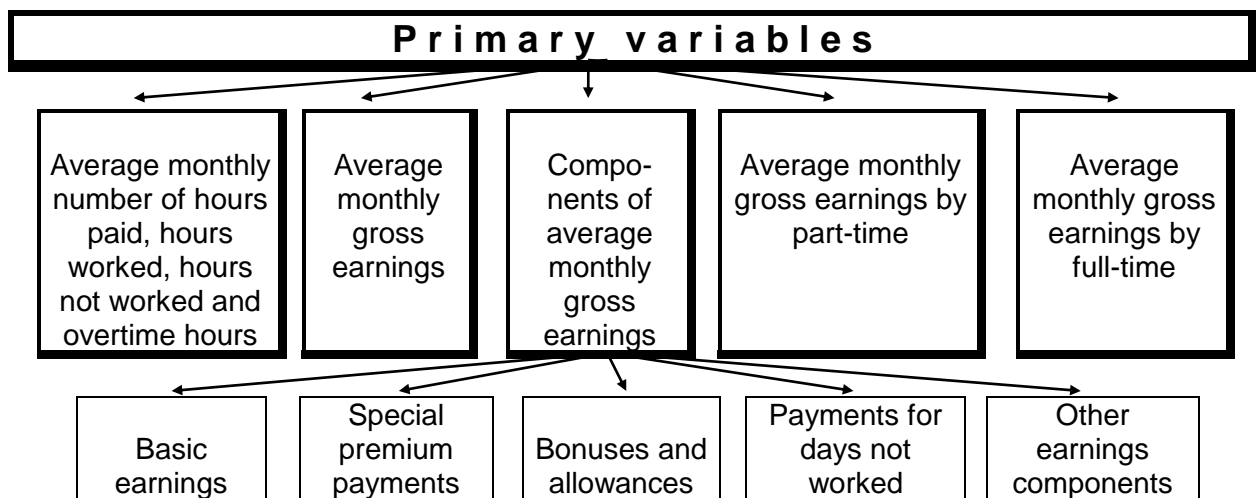 Primary variables
Average monthly
number of hours
paid, hours
worked, hours
not worked and
overtime hours
Average
monthly
gross
earnings
Compo-
nents of
average
monthly
gross
earnings
Average monthly
gross earnings by
part-time
Average
monthly gross
earnings by
full-time
Basic
earnings
Special
premium
payments
Bonuses and
allowances
Payments for
days not
worked
Other
earnings
components